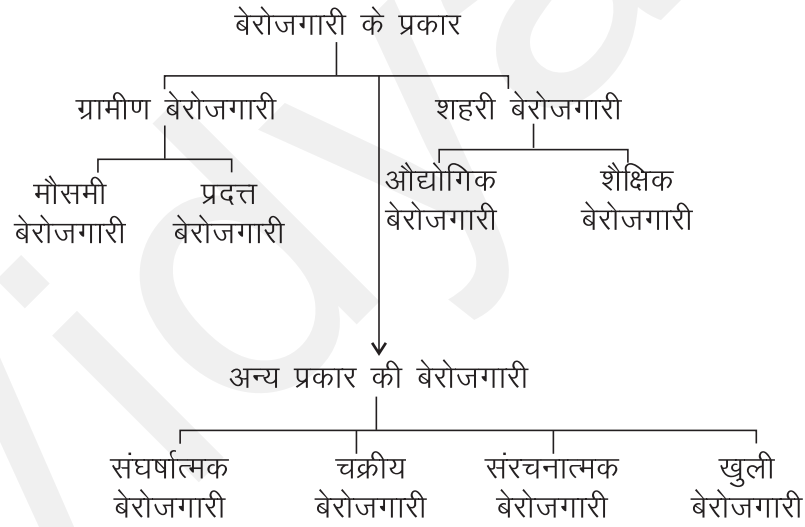 बेरोजगारी के प्रकार
ग्रामीण बेरोजगारी
शहरी बेरोजगारी
मौसमी
बेरोजगारी
प्रदत्त
बेरोजगारी
औद्योगिक
बेरोजगारी
शैक्षिक
बेरोजगारी
अन्य प्रकार की बेरोजगारी
संघर्षात्मक
बेरोजगारी
चक्रीय
बेरोजगारी
संरचनात्मक
बेरोजगारी
खुली
बेरोजगारी